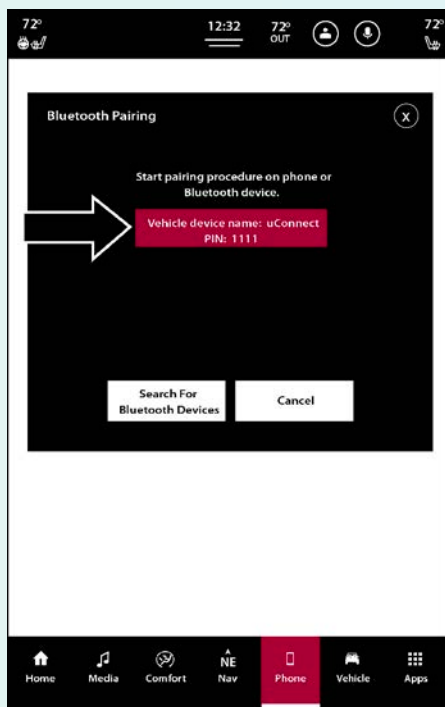 72°
12:32
72°
OUT
72°
Bluetooth Pairing
X
Start pairing procedure on phone or
Bluetooth device.
Vehicle device name: uConnect
PIN: 1111
Search For
Bluetooth Devices
Cancel
NE
Home
Media
Comfort
Nav
Phone
Vehicle
Apps